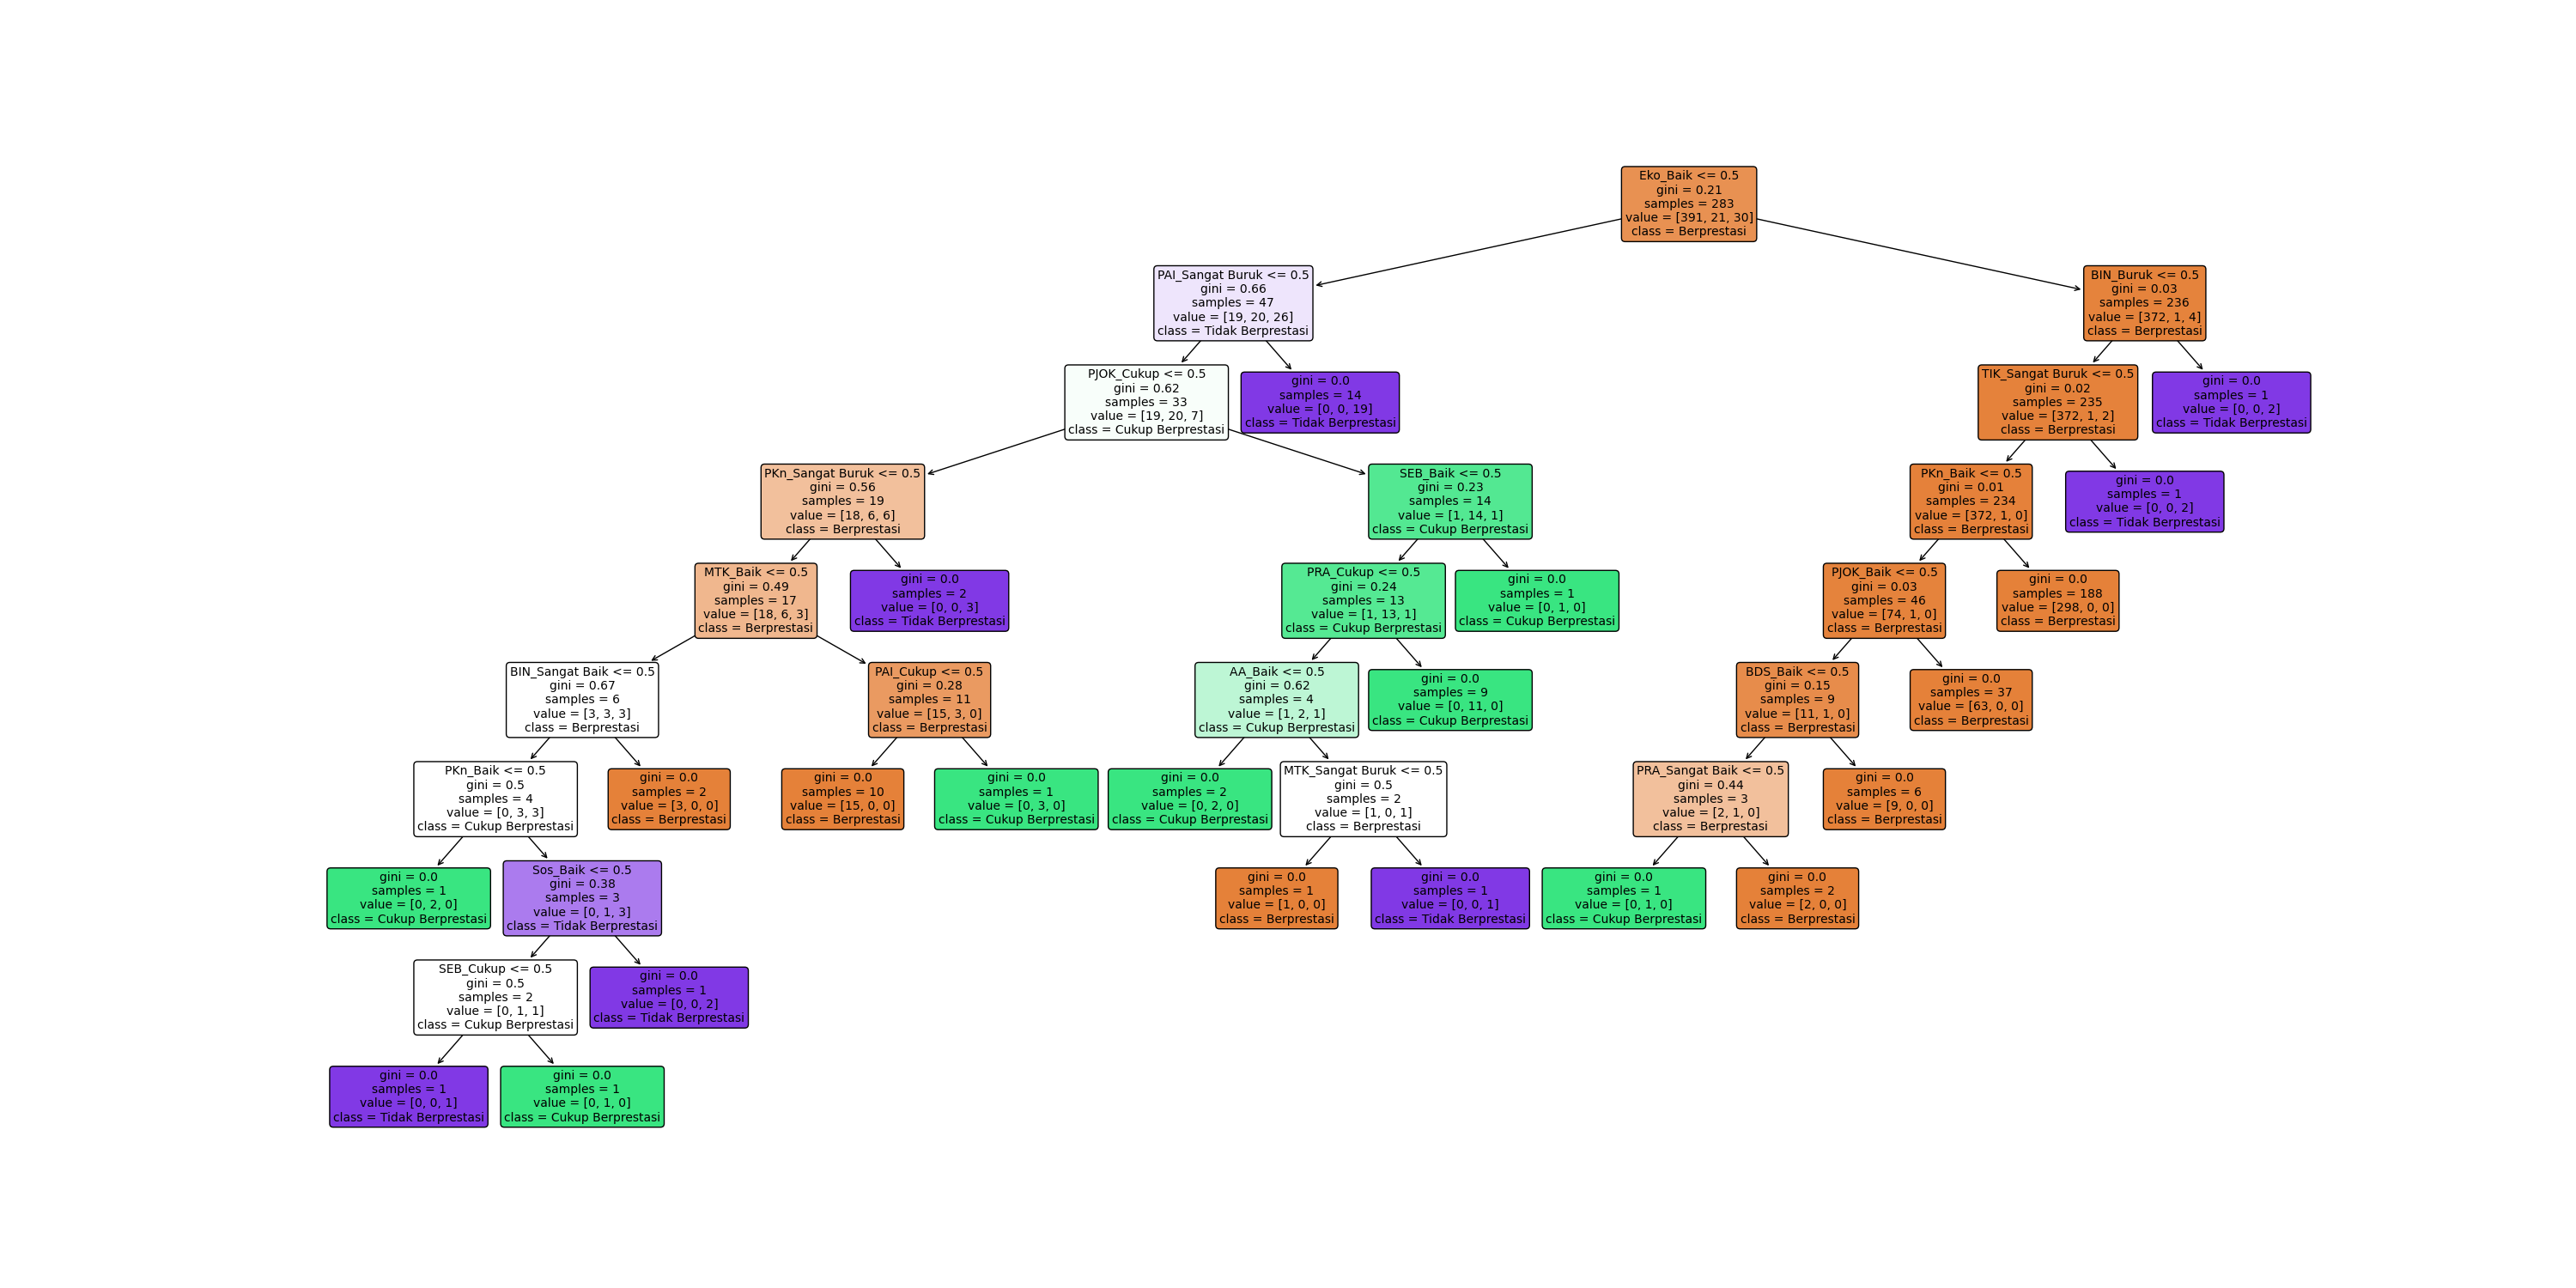 Eko_Baik <= 0.5
gini = 0.21
samples = 283
value = [391, 21, 30]
class = Berprestasi
PAI_Sangat Buruk <= 0.5
gini = 0.66
samples = 47
value = [19, 20, 26]
class = Tidak Berprestasi
BIN_Buruk <= 0.5
gini = 0.03
samples = 236
value = [372, 1, 4]
class = Berprestasi
PJOK_Cukup <= 0.5
gini = 0.62
samples = 33
value = [19, 20, 7]
class = Cukup Berprestasi
gini = 0.0
samples = 14
value = [0, 0, 19]
class = Tidak Berprestasi
TIK_Sangat Buruk <= 0.5
gini = 0.02
samples = 235
value = [372, 1, 2]
class = Berprestasi
gini = 0.0
samples = 1
value = [0, 0, 2]
class = Tidak Berprestasi
PKn_Sangat Buruk <= 0.5
gini = 0.56
samples = 19
value = [18, 6, 6]
class = Berprestasi
SEB_Baik <= 0.5
gini = 0.23
samples = 14
value = [1, 14, 1]
class = Cukup Berprestasi
PKn_Baik <= 0.5
gini = 0.01
samples = 234
value = [372, 1, 0]
class = Berprestasi
gini = 0.0
samples = 1
value = [0, 0, 2]
class = Tidak Berprestasi
MTK_Baik <= 0.5
gini = 0.49
samples = 17
value = [18, 6, 3]
class = Berprestasi
gini = 0.0
samples = 2
value = [0, 0, 3]
class = Tidak Berprestasi
PRA_Cukup <= 0.5
gini = 0.24
samples = 13
value = [1, 13, 1]
class = Cukup Berprestasi
gini = 0.0
samples = 1
value = [0, 1, 0]
class = Cukup Berprestasi
PJOK_Baik <= 0.5
gini = 0.03
samples = 46
value = [74, 1, 0]
class = Berprestasi
gini = 0.0
samples = 188
value = [298, 0, 0]
class = Berprestasi
BIN_Sangat Baik <= 0.5
gini = 0.67
samples = 6
value = [3, 3, 3]
class = Berprestasi
PAI_Cukup <= 0.5
gini = 0.28
samples = 11
value = [15, 3, 0]
class = Berprestasi
AA_Baik <= 0.5
gini = 0.62
samples = 4
value = [1, 2, 1]
class = Cukup Berprestasi
gini = 0.0
samples = 9
value = [0, 11, 0]
class = Cukup Berprestasi
BDS_Baik <= 0.5
gini = 0.15
samples = 9
value = [11, 1, 0]
class = Berprestasi
gini = 0.0
samples = 37
value = [63, 0, 0]
class = Berprestasi
PKn_Baik <= 0.5
gini = 0.5
samples = 4
value = [0, 3, 3]
class = Cukup Berprestasi
gini = 0.0
samples = 2
value = [3, 0, 0]
class = Berprestasi
gini = 0.0
samples = 10
value = [15, 0, 0]
class = Berprestasi
gini = 0.0
samples = 1
value = [0, 3, 0]
class = Cukup Berprestasi
gini = 0.0
samples = 2
value = [0, 2, 0]
class = Cukup Berprestasi
MTK_Sangat Buruk <= 0.5
gini = 0.5
samples = 2
value = [1, 0, 1]
class = Berprestasi
PRA_Sangat Baik <= 0.5
gini = 0.44
samples = 3
value = [2, 1, 0]
class = Berprestasi
gini = 0.0
samples = 6
value = [9, 0, 0]
class = Berprestasi
gini = 0.0
samples = 1
value = [0, 2, 0]
class = Cukup Berprestasi
Sos_Baik <= 0.5
gini = 0.38
samples = 3
value = [0, 1, 3]
class = Tidak Berprestasi
gini = 0.0
samples = 1
value = [1, 0, 0]
class = Berprestasi
gini = 0.0
samples = 1
value = [0, 0, 1]
class = Tidak Berprestasi
gini = 0.0
samples = 1
value = [0, 1, 0]
class = Cukup Berprestasi
gini = 0.0
samples = 2
value = [2, 0, 0]
class = Berprestasi
SEB_Cukup <= 0.5
gini = 0.5
samples = 2
value = [0, 1, 1]
class = Cukup Berprestasi
gini = 0.0
samples = 1
value = [0, 0, 2]
class = Tidak Berprestasi
gini = 0.0
samples = 1
value = [0, 0, 1]
class = Tidak Berprestasi
gini = 0.0
samples = 1
value = [0, 1, 0]
class = Cukup Berprestasi